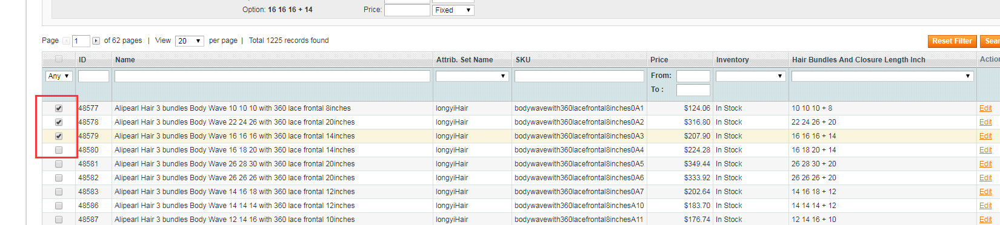 Option: 16 16 16 + 14 Price: Fixed
Page 1 of 62 pages | View 20 per page | Total 1225 records found Reset Filter Sear
ID Name Attrib. Set Name SKU Price Inventory Hair Bundles And Closure Length Inch Action
Any From:
To :
48577 Alipearl Hair 3 bundles Body Wave 10 10 10 with 360 lace frontal 8inches longyiHair bodywavewith360lacefrontal8inches0A1 $124.06 In Stock 10 10 10 + 8 Edit
48578 Alipearl Hair 3 bundles Body Wave 22 24 26 with 360 lace frontal 20inches longyiHair bodywavewith360lacefrontal8inches0A2 $316.80 In Stock 22 24 26 + 20 Edit
48579 Alipearl Hair 3 bundles Body Wave 16 16 16 with 360 lace frontal 14inches longyiHair bodywavewith360lacefrontal8inches0A3 $207.90 In Stock 16 16 16 + 14 Edit
48580 Alipearl Hair 3 bundles Body Wave 16 18 20 with 360 lace frontal 14inches longyiHair bodywavewith360lacefrontal8inches0A4 $224.28 In Stock 16 18 20 + 14 Edit
48581 Alipearl Hair 3 bundles Body Wave 26 28 30 with 360 lace frontal 20inches longyiHair bodywavewith360lacefrontal8inches0A5 $349.44 In Stock 26 28 30 + 20 Edit
48582 Alipearl Hair 3 bundles Body Wave 26 26 26 with 360 lace frontal 20inches longyiHair bodywavewith360lacefrontal8inches0A6 $333.92 In Stock 26 26 26 + 20 Edit
48583 Alipearl Hair 3 bundles Body Wave 14 16 18 with 360 lace frontal 12inches longyiHair bodywavewith360lacefrontal8inches0A7 $202.64 In Stock 14 16 18 + 12 Edit
48586 Alipearl Hair 3 bundles Body Wave 14 14 14 with 360 lace frontal 12inches longyiHair bodywavewith360lacefrontal8inchesA10 $183.70 In Stock 14 14 14 + 12 Edit
48587 Alipearl Hair 3 bundles Body Wave 12 14 16 with 360 lace frontal 10inches longyiHair bodywavewith360lacefrontal8inchesA11 $176.74 In Stock 12 14 16 + 10 Edit